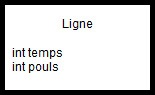 Ligne
int temps
int pouls